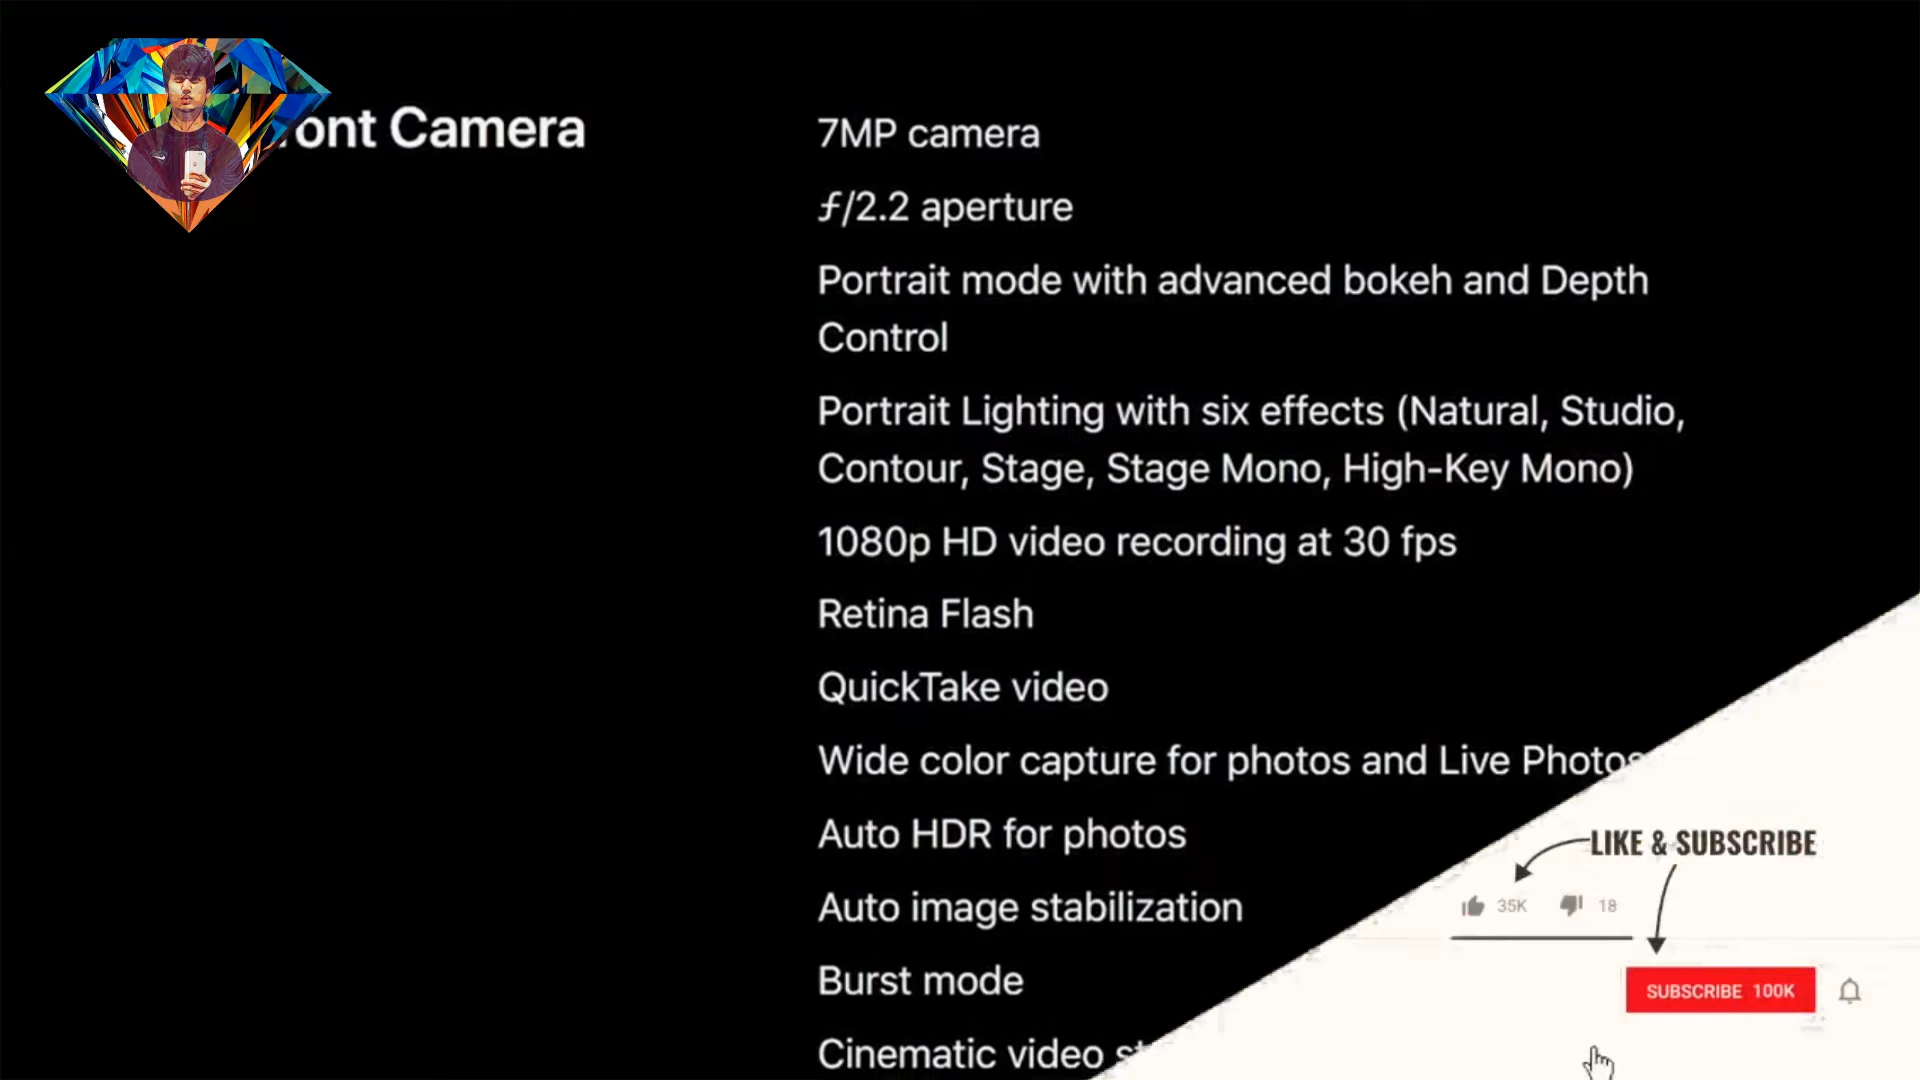 ont Camera
7MP camera
ƒ/2.2 aperture
Portrait mode with advanced bokeh and Depth
Control
Portrait Lighting with six effects (Natural, Studio,
Contour, Stage, Stage Mono, High-Key Mono)
1080p HD video recording at 30 fps
Retina Flash
QuickTake video
Wide color capture for photos and Live Photos
Auto HDR for photos
Auto image stabilization
Burst mode
Cinematic video
LIKE & SUBSCRIBE
35K 18
SUBSCRIBE 100K